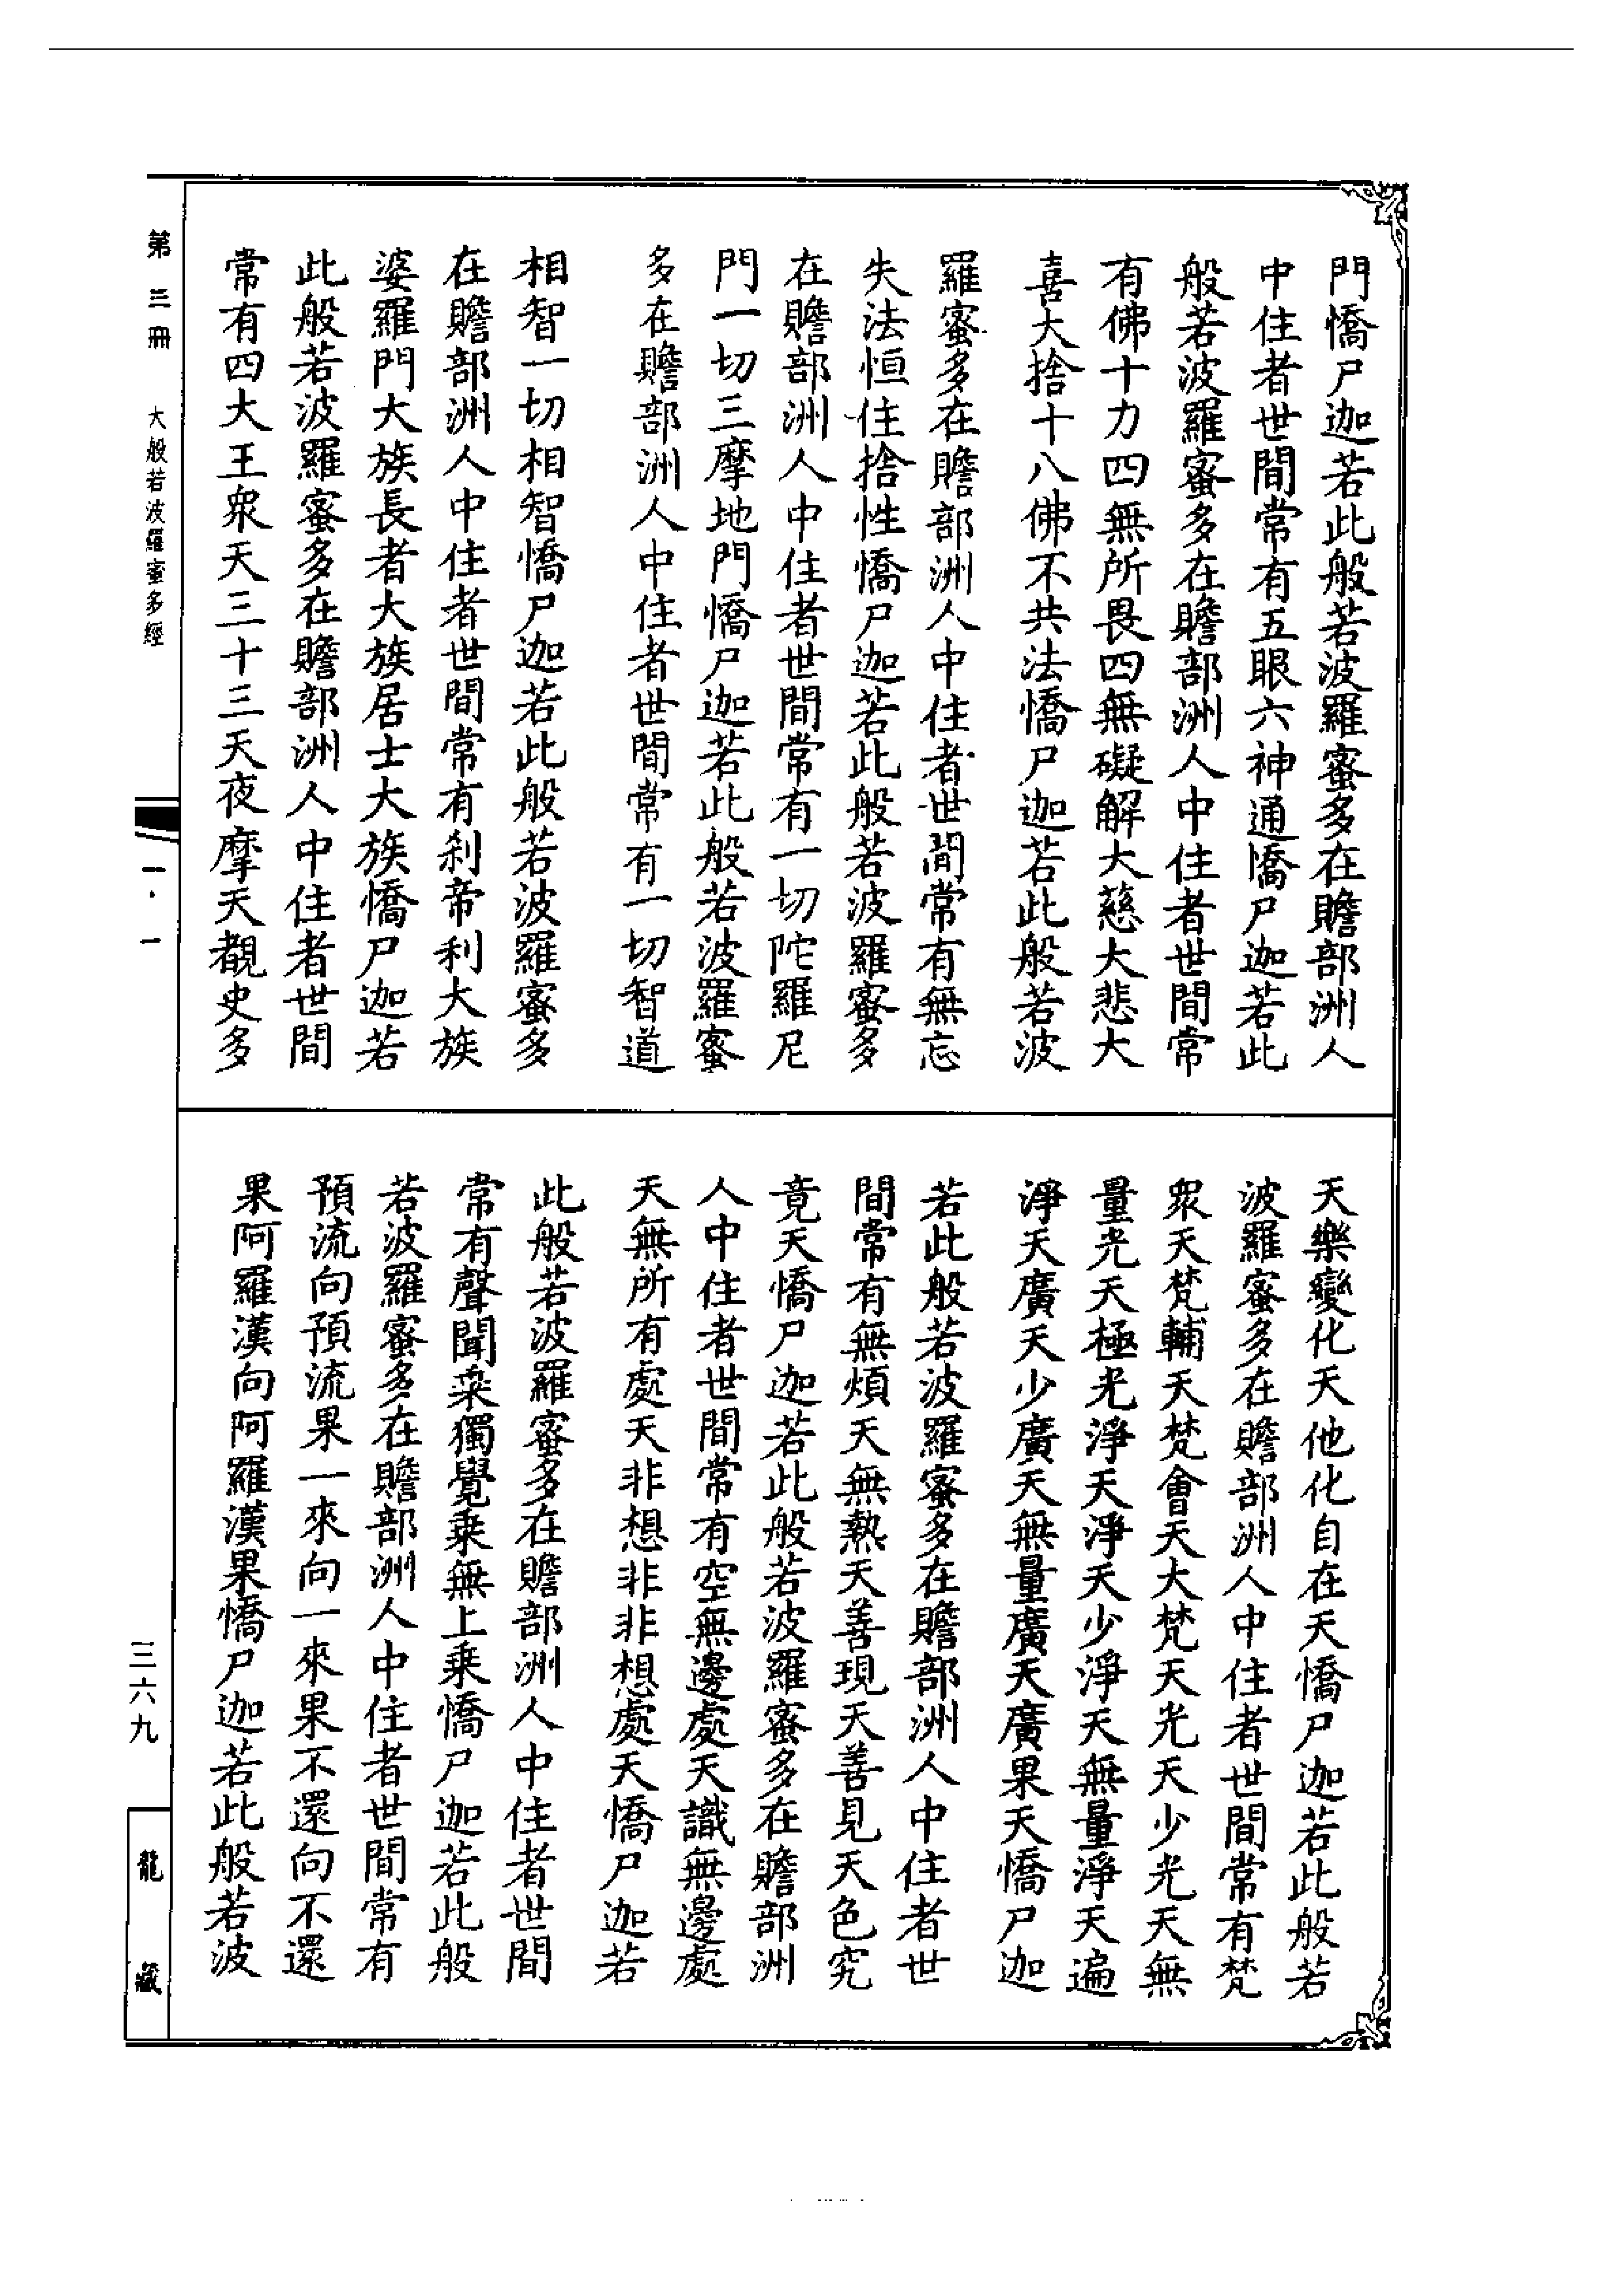 門憍尸迦若此般若波羅蜜多在贍部洲人
中住者世間常有五眼六神通憍尸迦若此
般若波羅蜜多在贍部洲人中住者世間常
有佛十力四無所畏四無礙解大慈大悲大
喜大捨十八佛不共法憍尸迦若此般若波
羅蜜多在贍部洲人中住者世間常有無忘
失法恒住捨性憍尸迦若此般若波羅蜜多
在贍部洲人中住者世間常有一切陀羅尼
門一切三摩地門憍尸迦若此般若波羅蜜
多在贍部洲人中住者世間常有一切智道
相智一切相智憍尸迦若此般若波羅蜜多
在贍部洲人中住者世間常有刹帝利大族
婆羅門大族長者大族居士大族憍尸迦若
此般若波羅蜜多在贍部洲人中住者世間
常有四大王衆天三十三天夜摩天覩史多
天樂變化天他化自在天憍尸迦若此般若
波羅蜜多在贍部洲人中住者世間常有梵
衆天梵輔天梵會天大梵天光天少光天無
量光天極光淨天淨天少淨天無量淨天遍
淨天廣天少廣天無量廣天廣果天憍尸迦
若此般若波羅蜜多在贍部洲人中住者世
間常有無煩天無熱天善現天善見天色究
竟天憍尸迦若此般若波羅蜜多在贍部洲
人中住者世間常有空無邊處天識無邊處
天無所有處天非想非非想處天憍尸迦若
此般若波羅蜜多在贍部洲人中住者世間
常有聲聞乘獨覺乘無上乘憍尸迦若此般
若波羅蜜多在贍部洲人中住者世間常有
預流向預流果一來向一來果不還向不還
果阿羅漢向阿羅漢果憍尸迦若此般若波
第三冊 大般若波羅蜜多經
一·一
三六九
龍藏